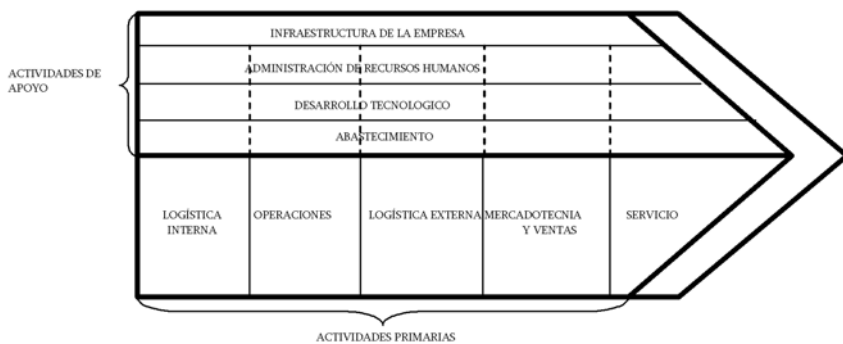 INFRAESTRUCTURA DE LA EMPRESA
ACTIVIDADES DE
APOYO
ADMINISTRACIÓN DE RECURSOS HUMANOS
DESARROLLO TECNOLOGICO
ABASTECIMIENTO
LOGÍSTICA
INTERNA
OPERACIONES
LOGÍSTICA EXTERNA
MERCADOTECNIA
Y VENTAS
SERVICIO
ACTIVIDADES PRIMARIAS